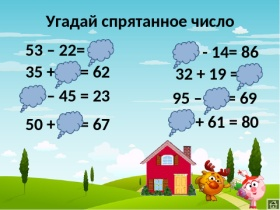 Угадай спрятанное число
53 – 22=
35 + = 62
– 45 = 23
50 + = 67
- 14= 86
32 + 19 =
95 – = 69
+ 61 = 80